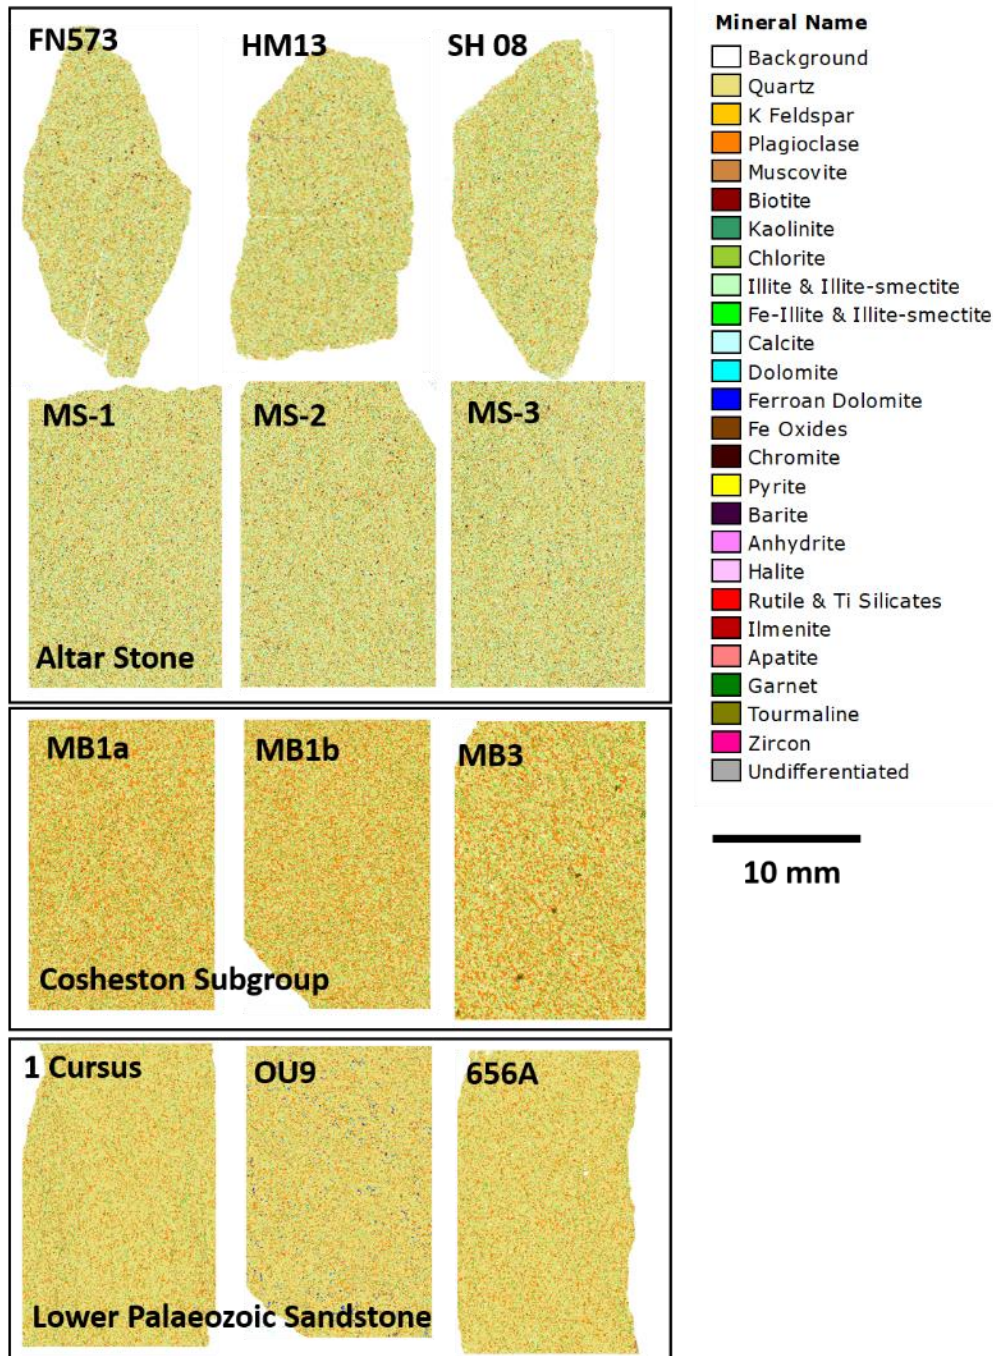 FN573
HM13
SH 08
MS-1
MS-2
MS-3
Altar Stone
MB1a
MB1b
MB3
Cosheston Subgroup
1 Cursus
OU9
656A
Lower Palaeozoic Sandstone
Mineral Name
Background
Quartz
K Feldspar
Plagioclase
Muscovite
Biotite
Kaolinite
Chlorite
Illite & Illite-smectite
Fe-Illite & Illite-smectite
Calcite
Dolomite
Ferroan Dolomite
Fe Oxides
Chromite
Pyrite
Barite
Anhydrite
Halite
Rutile & Ti Silicates
Ilmenite
Apatite
Garnet
Tourmaline
Zircon
Undifferentiated
10 mm